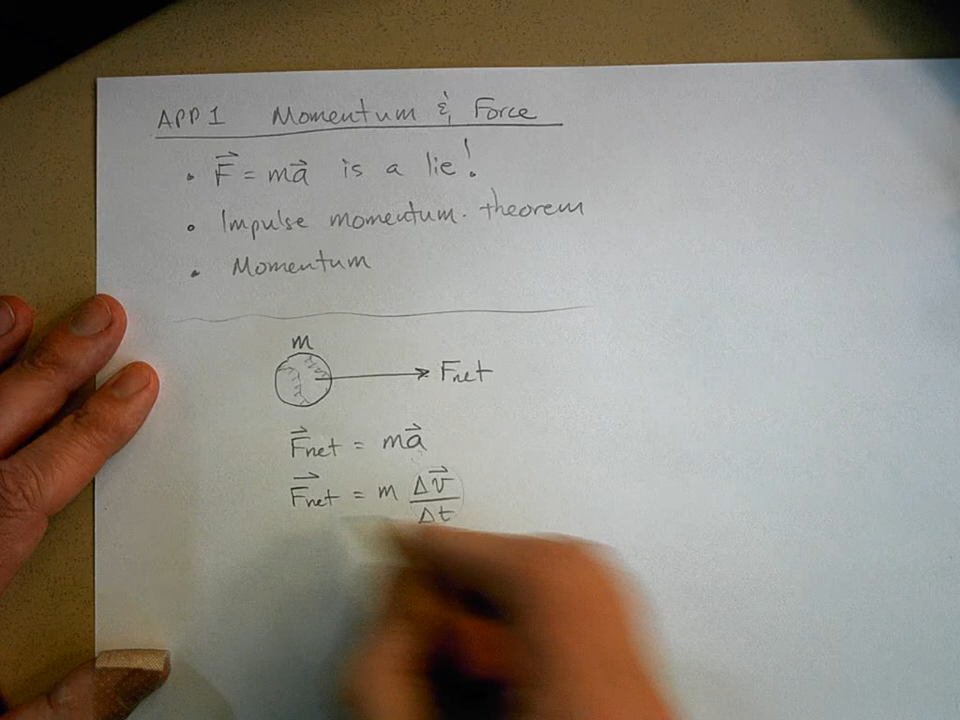 APP 1 Momentum & Force
• F⃗ = ma⃗ is a lie!
• Impulse momentum. theorem
• Momentum
m
Fnet
F⃗net = ma⃗
F⃗net = m Δv⃗/Δt